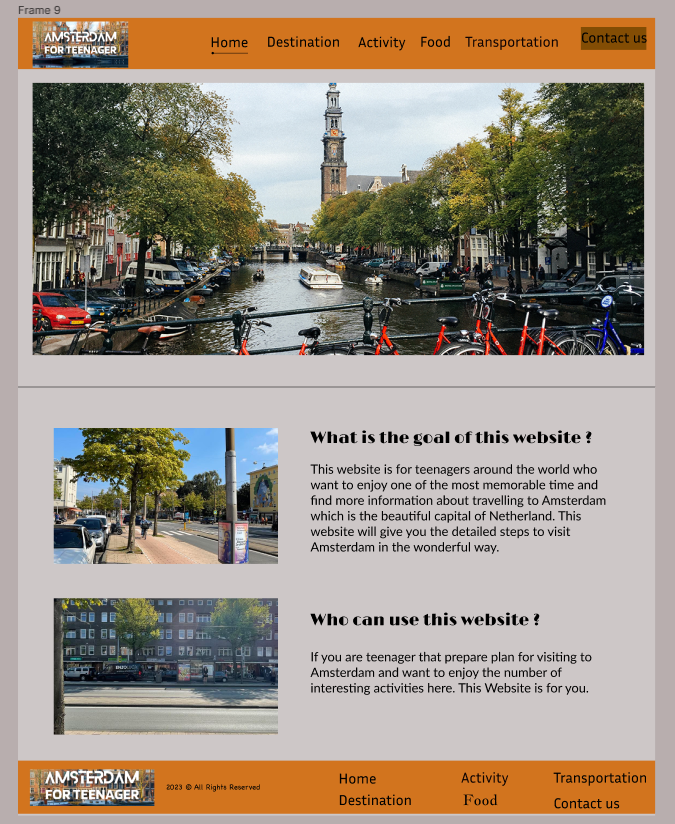 Frame 9
AMSTERDAM
FOR TEENAGER
Home Destination Activity Food Transportation Contact us
What is the goal of this website ?
This website is for teenagers around the world who
want to enjoy one of the most memorable time and
find more information about travelling to Amsterdam
which is the beautiful capital of Netherland. This
website will give you the detailed steps to visit
Amsterdam in the wonderful way.
Who can use this website ?
If you are teenager that prepare plan for visiting to
Amsterdam and want to enjoy the number of
interesting activities here. This Website is for you.
AMSTERDAM
FOR TEENAGER
2023 © All Rights Reserved
Home Activity Transportation
Destination Food Contact us